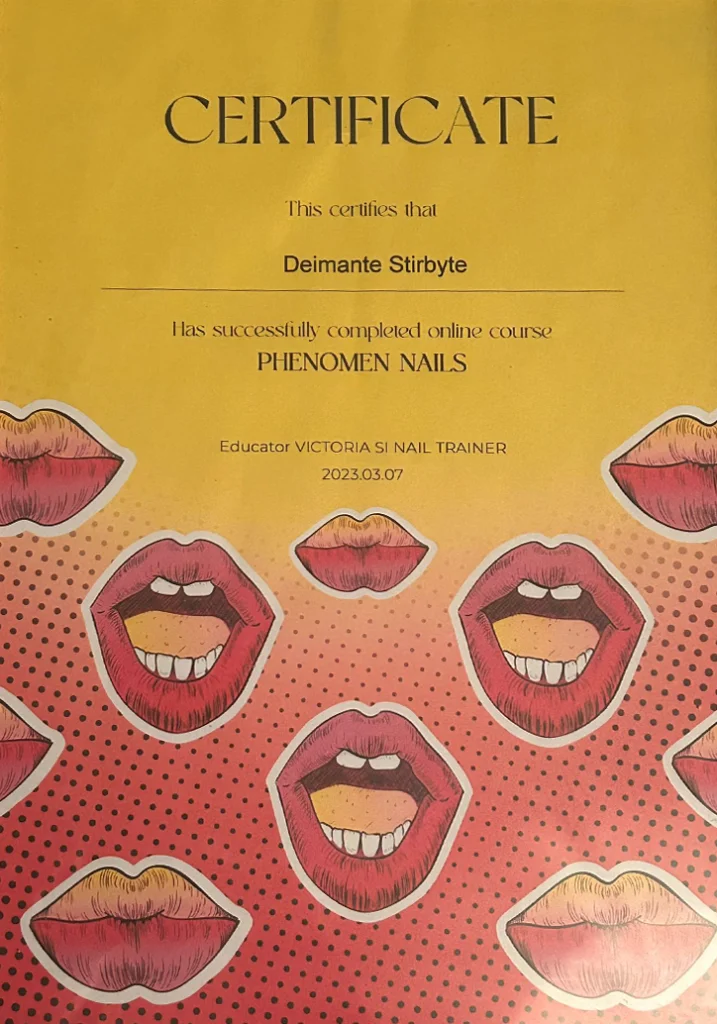 CERTIFICATE
This certifies that
Deimante Stirbyte
Has successfully completed online course
PHENOMEN NAILS
Educator VICTORIA SI NAIL TRAINER
2023.03.07